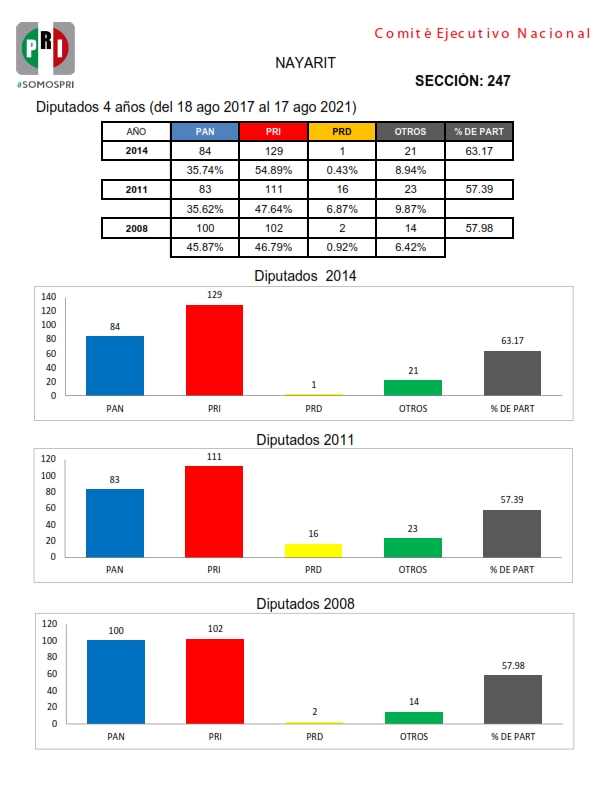 Comité Ejecutivo Nacional
PRI
#SOMOSPRI
NAYARIT
SECCIÓN: 247
Diputados 4 años (del 18 ago 2017 al 17 ago 2021)
AÑO PAN PRI PRD OTROS % DE PART
2014 84 129 1 21 63.17
35.74% 54.89% 0.43% 8.94%
2011 83 111 16 23 57.39
35.62% 47.64% 6.87% 9.87%
2008 100 102 2 14 57.98
45.87% 46.79% 0.92% 6.42%
Diputados 2014
140
120
100
80
60
40
20
0
84
129
1
21
63.17
PAN PRI PRD OTROS % DE PART
Diputados 2011
120
100
80
60
40
20
0
83
111
16
23
57.39
PAN PRI PRD OTROS % DE PART
Diputados 2008
120
100
80
60
40
20
0
100
102
2
14
57.98
PAN PRI PRD OTROS % DE PART